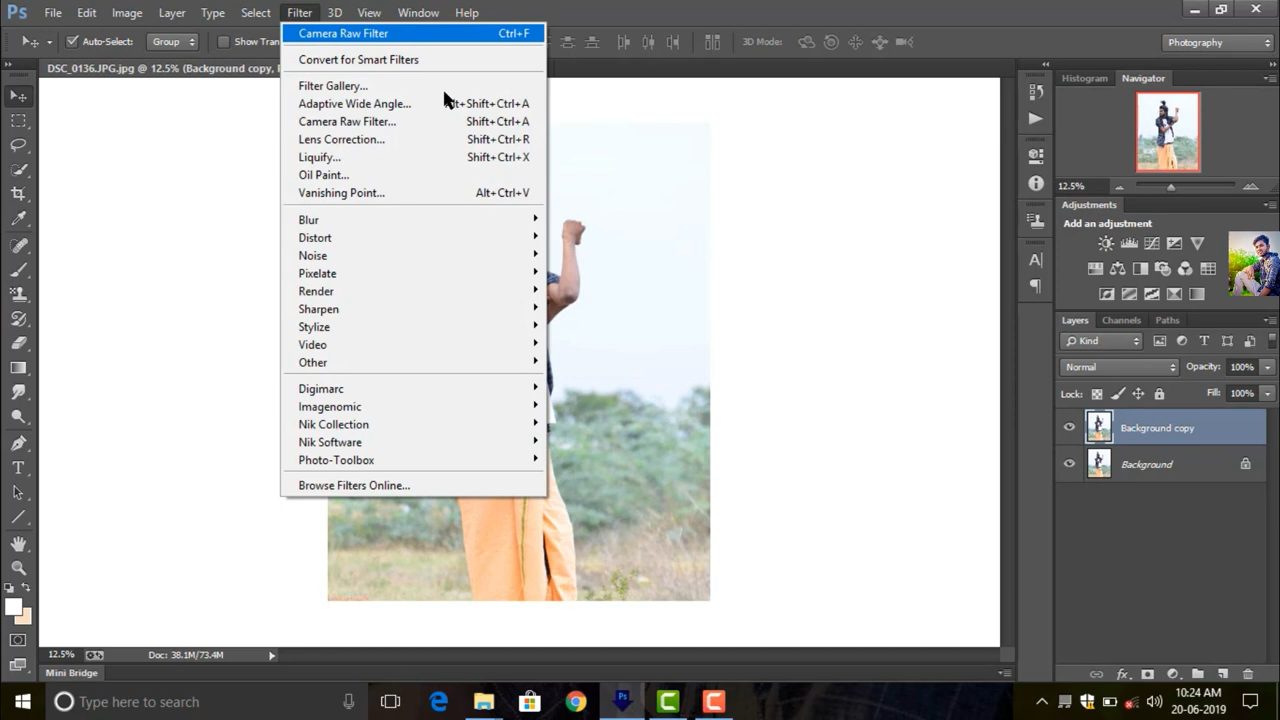 Ps File Edit Image Layer Type Select Filter 3D View Window Help
Auto-Select: Group Show Tran 3D Mode: Photography
DSC_0136.JPG.jpg @ 12.5% (Background copy,
Camera Raw Filter Ctrl+F
Convert for Smart Filters
Filter Gallery...
Adaptive Wide Angle... Alt+Shift+Ctrl+A
Camera Raw Filter... Shift+Ctrl+A
Lens Correction... Shift+Ctrl+R
Liquify... Shift+Ctrl+X
Oil Paint...
Vanishing Point... Alt+Ctrl+V
Blur
Distort
Noise
Pixelate
Render
Sharpen
Stylize
Video
Other
Digimarc
Imagenomic
Nik Collection
Nik Software
Photo-Toolbox
Browse Filters Online...
Histogram Navigator
12.5%
Adjustments
Add an adjustment
Layers Channels Paths
Kind
Normal Opacity: 100%
Lock: Fill: 100%
Background copy
Background
12.5% Doc: 38.1M/73.4M
Mini Bridge
Type here to search
10:24 AM
20-06-2019